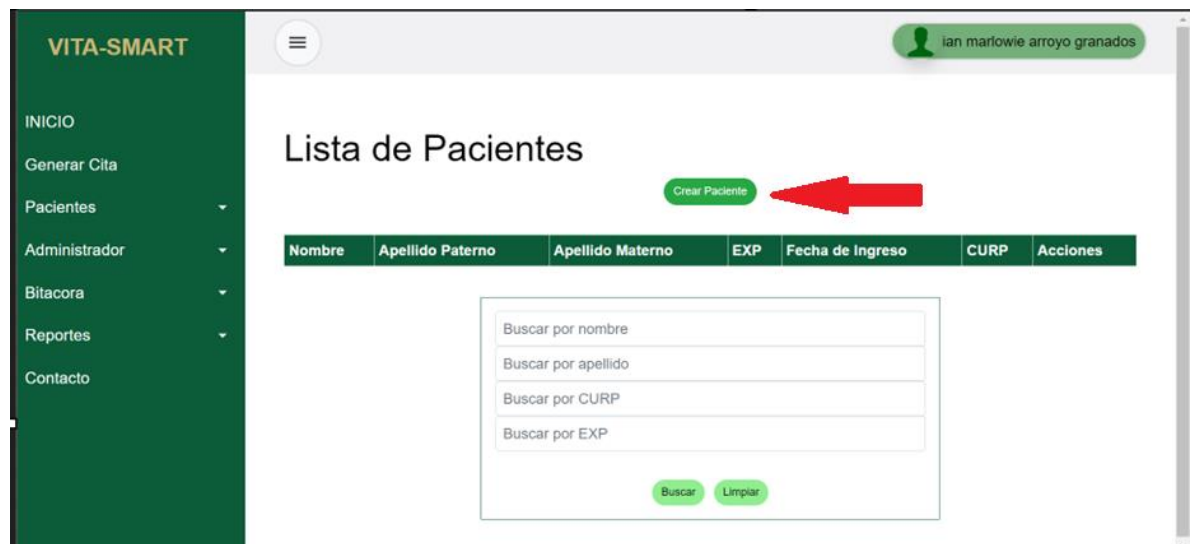 VITA-SMART
ian marlowie arroyo granados
INICIO
Generar Cita
Pacientes
Administrador
Bitacora
Reportes
Contacto
Lista de Pacientes
Crear Paciente
Nombre Apellido Paterno Apellido Materno EXP Fecha de Ingreso CURP Acciones
Buscar por nombre
Buscar por apellido
Buscar por CURP
Buscar por EXP
Buscar Limpiar